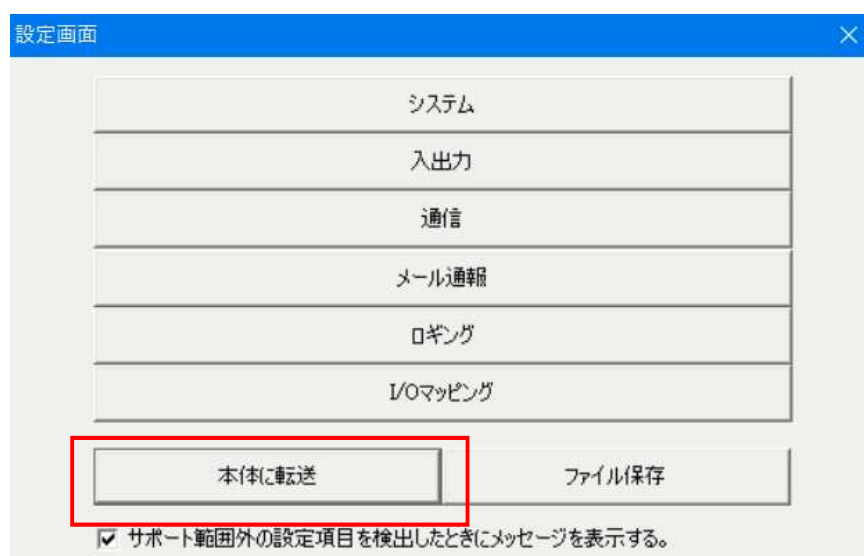 設定画面
システム
入出力
通信
メール通報
ロギング
I/Oマッピング
本体に転送 ファイル保存
サポート範囲外の設定項目を検出したときにメッセージを表示する。